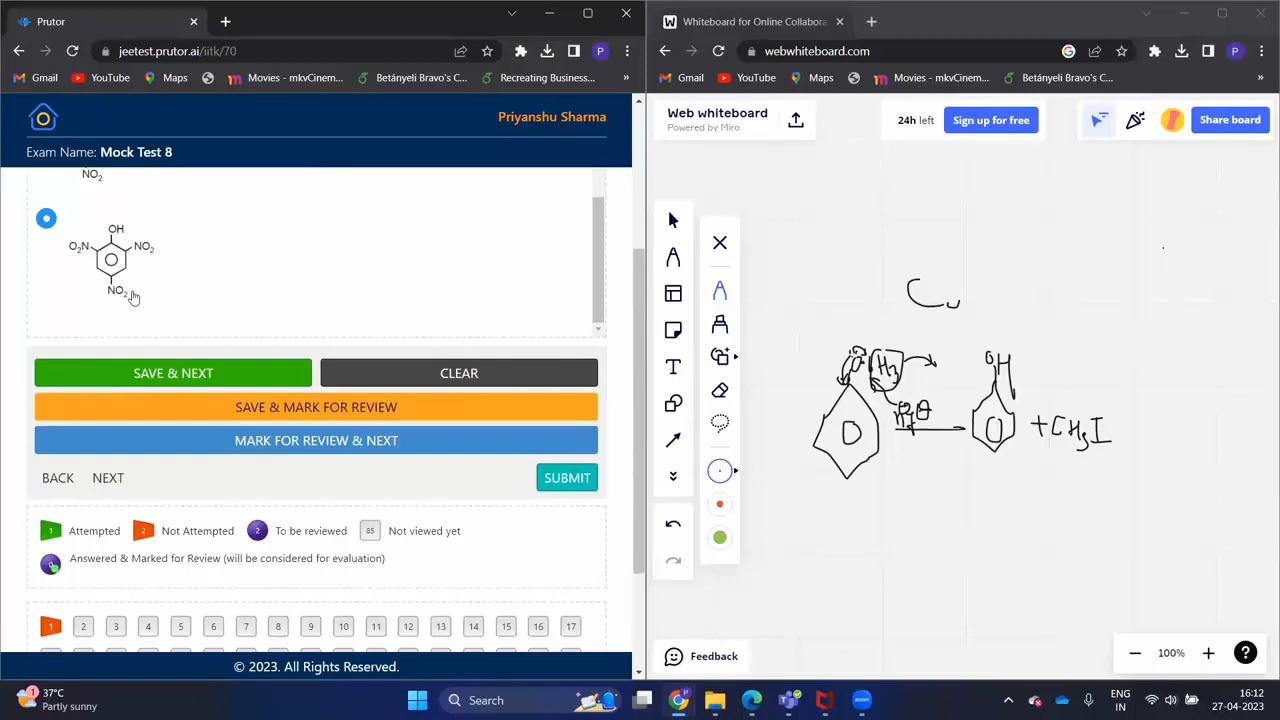 Prutor
Whiteboard for Online Collabora
jeetest.prutor.ai/iitk/70
webwhiteboard.com
P
P
Gmail
YouTube
Maps
Movies - mkvCinem...
Betányeli Bravo's C...
Recreating Business...
»
Gmail
YouTube
Maps
Movies - mkvCinem...
Betányeli Bravo's C...
»
Priyanshu Sharma
Exam Name: Mock Test 8
Web whiteboard
Powered by Miro
24h left
Sign up for free
Share board
NO2
OH
O2N
NO2
NO2
OH
+CH3I
SAVE & NEXT
CLEAR
SAVE & MARK FOR REVIEW
MARK FOR REVIEW & NEXT
BACK
NEXT
SUBMIT
1 Attempted
2 Not Attempted
2 To be reviewed
85 Not viewed yet
0 Answered & Marked for Review (will be considered for evaluation)
1 2 3 4 5 6 7 8 9 10 11 12 13 14 15 16 17
© 2023. All Rights Reserved.
Feedback
100%
?
1
37°C
Partly sunny
Search
zoom
ENG
IN
16:12
27-04-2023